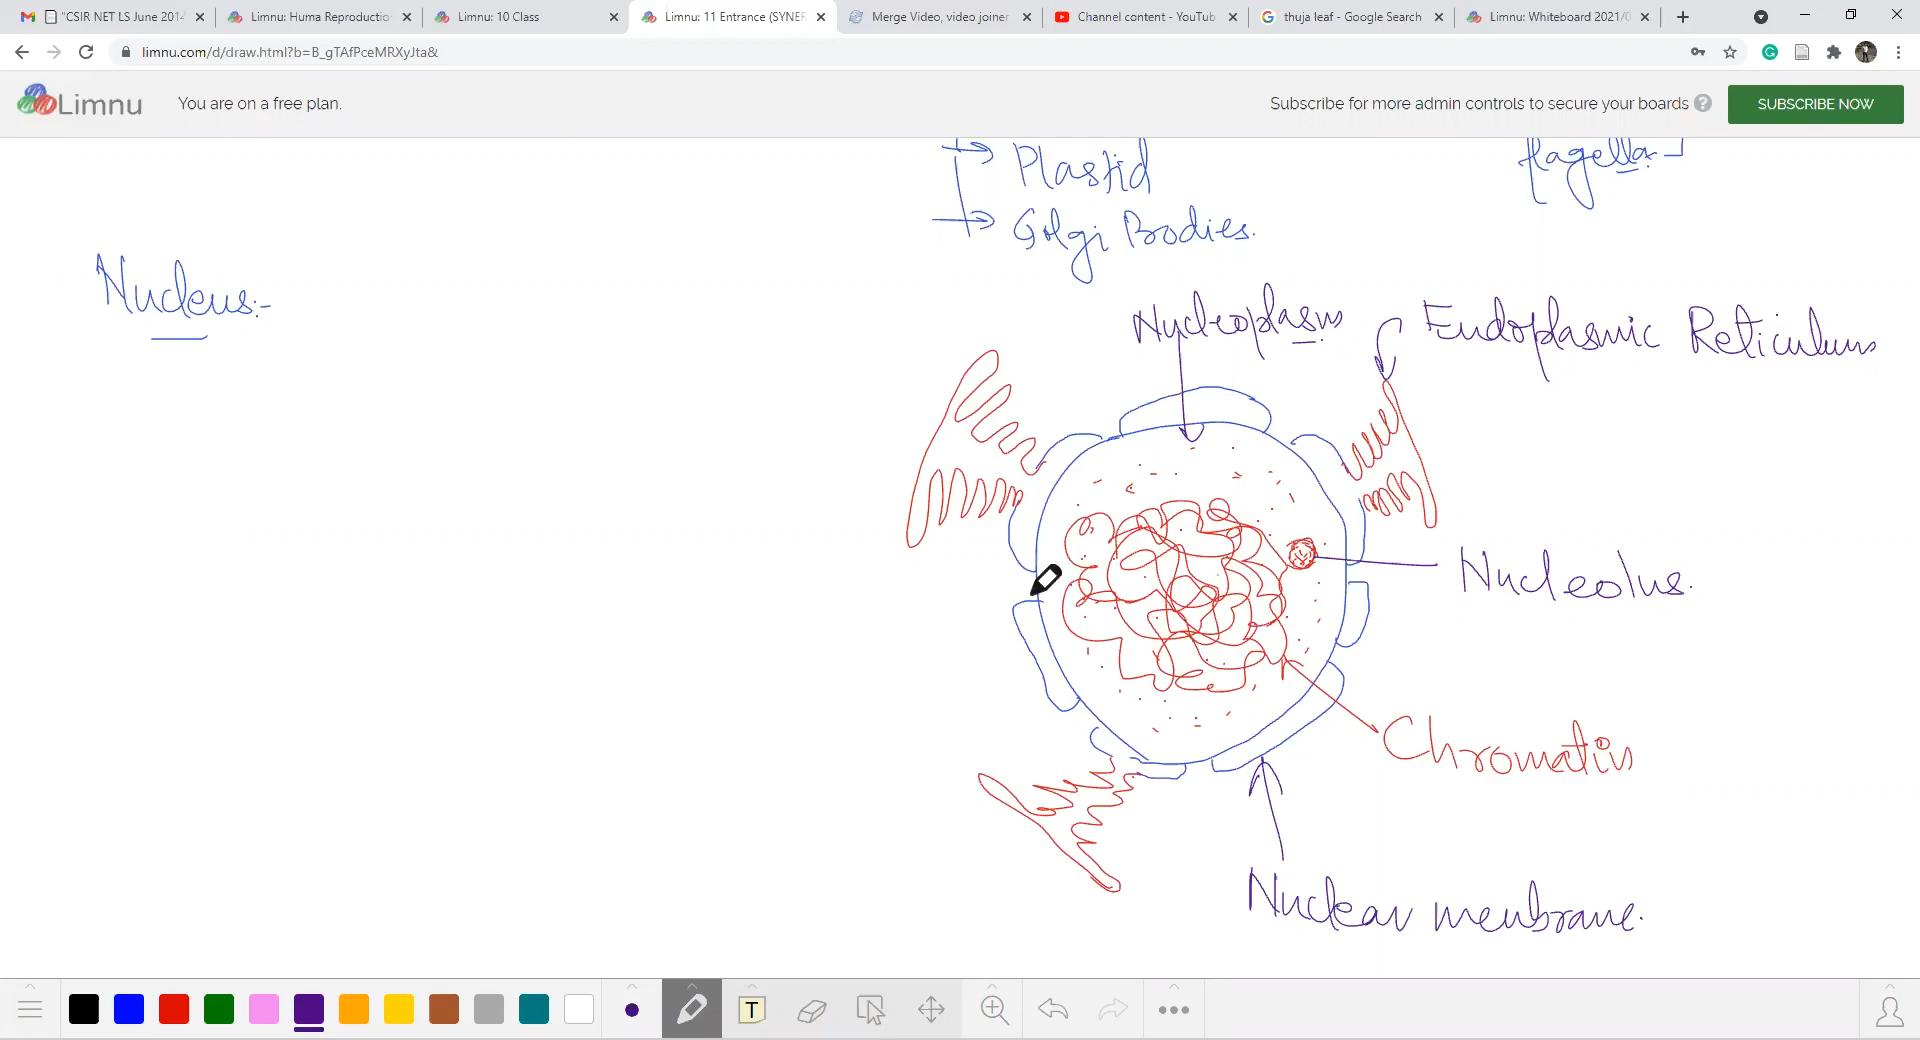 "CSIR NET LS June 2014
Limnu: Huma Reproductio
Limnu: 10 Class
Limnu: 11 Entrance (SYNER
Merge Video, video joiner
Channel content - YouTub
thuja leaf - Google Search
Limnu: Whiteboard 2021/0
limnu.com/d/draw.html?b=B_gTAfPceMRXyJta&
Limnu
You are on a free plan.
Subscribe for more admin controls to secure your boards ?
SUBSCRIBE NOW
→ Plastid
flagellar
→ Golgi Bodies.
Nucleus:-
Nucleoplasm
Endoplasmic Reticulum
Nucleolus.
Chromatin
Nuclear menbrane.
T